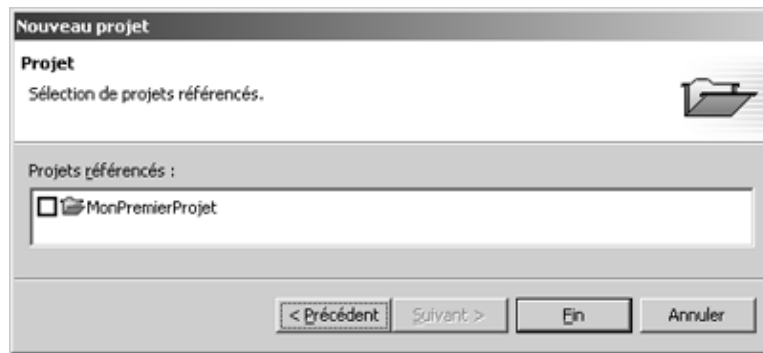 Nouveau projet
Projet
Sélection de projets référencés.
Projets référencés :
MonPremierProjet
< Précédent Suivant > Fin Annuler